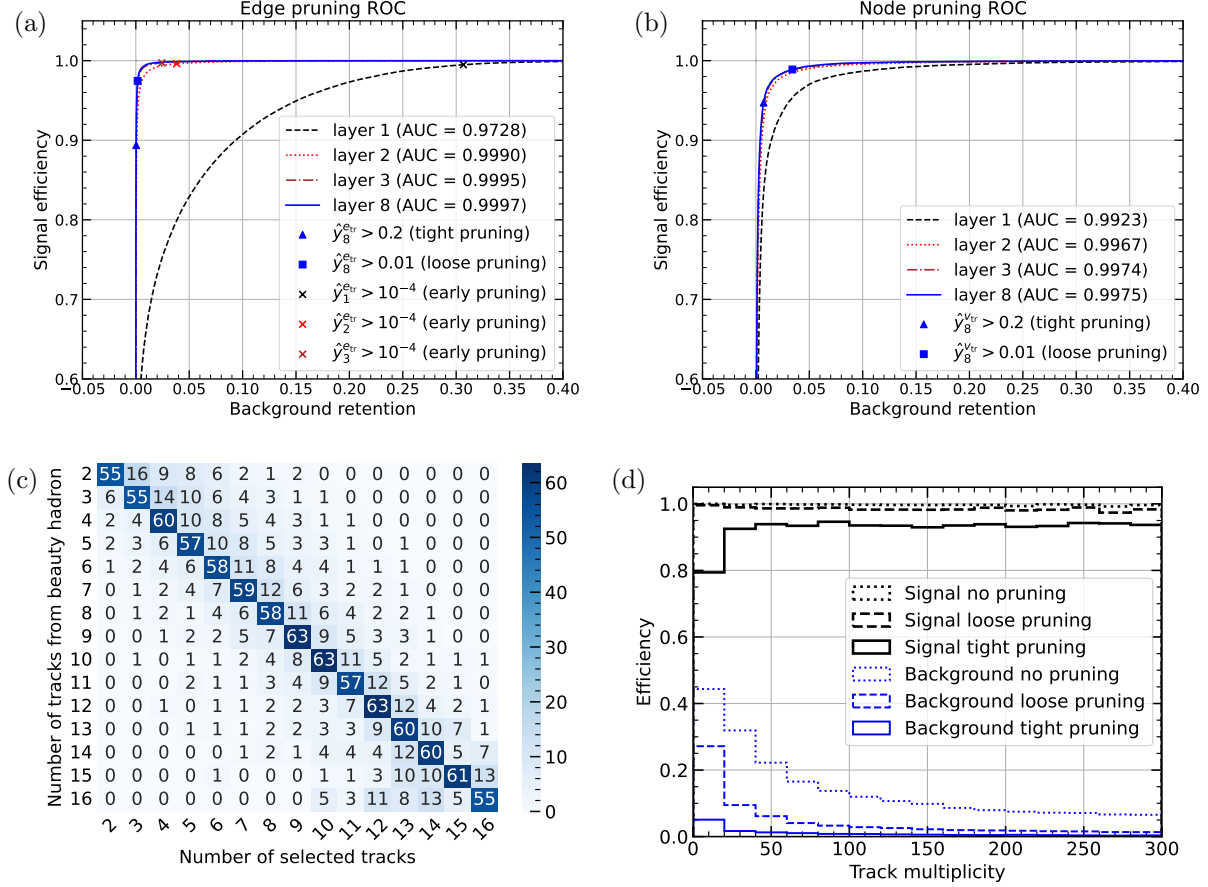 (a)
Edge pruning ROC
Signal efficiency
1.0
0.9
0.8
0.7
0.6
layer 1 (AUC = 0.9728)
layer 2 (AUC = 0.9990)
layer 3 (AUC = 0.9995)
layer 8 (AUC = 0.9997)
ŷ₈^{e_tr} > 0.2 (tight pruning)
ŷ₈^{e_tr} > 0.01 (loose pruning)
ŷ₁^{e_tr} > 10⁻⁴ (early pruning)
ŷ₂^{e_tr} > 10⁻⁴ (early pruning)
ŷ₃^{e_tr} > 10⁻⁴ (early pruning)
−0.05 0.00 0.05 0.10 0.15 0.20 0.25 0.30 0.35 0.40
Background retention
(b)
Node pruning ROC
Signal efficiency
1.0
0.9
0.8
0.7
0.6
layer 1 (AUC = 0.9923)
layer 2 (AUC = 0.9967)
layer 3 (AUC = 0.9974)
layer 8 (AUC = 0.9975)
ŷ₈^{v_tr} > 0.2 (tight pruning)
ŷ₈^{v_tr} > 0.01 (loose pruning)
−0.05 0.00 0.05 0.10 0.15 0.20 0.25 0.30 0.35 0.40
Background retention
(c)
Number of tracks from beauty hadron
2 55 16 9 8 6 2 1 2 0 0 0 0 0 0 0
3 6 55 14 10 6 4 3 1 1 0 0 0 0 0 0
4 2 4 60 10 8 5 4 3 1 1 0 0 0 0 0
5 2 3 6 57 10 8 5 3 3 1 0 1 0 0 0
6 1 2 4 6 58 11 8 4 4 1 1 0 0 0 0
7 0 1 2 4 7 59 12 6 3 2 2 1 0 0 0
8 0 1 2 1 4 6 58 11 6 4 2 2 1 0 0
9 0 0 1 2 2 5 7 63 9 5 3 3 1 0 0
10 0 1 0 1 1 2 4 8 63 11 5 2 1 1 1
11 0 0 0 2 1 1 3 4 9 57 12 5 2 1 0
12 0 0 0 1 0 1 2 2 3 7 63 12 4 2 1
13 0 0 0 0 1 1 1 2 3 3 9 60 10 7 1
14 0 0 0 0 0 1 1 2 4 4 4 12 60 5 7
15 0 0 0 0 1 0 0 0 1 1 3 10 10 61 13
16 0 0 0 0 0 0 0 0 5 3 11 8 13 5 55
2 3 4 5 6 7 8 9 10 11 12 13 14 15 16
Number of selected tracks
60
50
40
30
20
10
0
(d)
Efficiency
1.0
0.8
0.6
0.4
0.2
0.0
Signal no pruning
Signal loose pruning
Signal tight pruning
Background no pruning
Background loose pruning
Background tight pruning
0 50 100 150 200 250 300
Track multiplicity